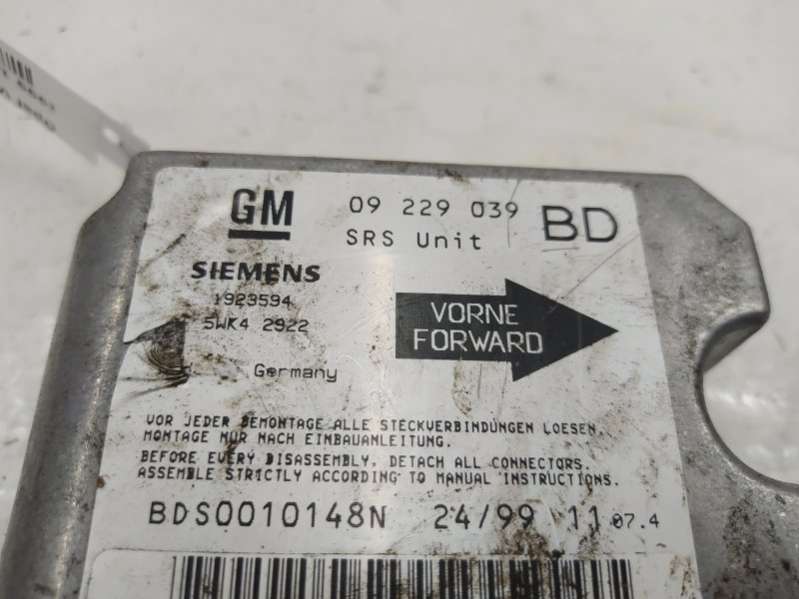 GM
09 229 039
BD
SRS Unit
SIEMENS
1923594
5WK4 2922
VORNE
FORWARD
Germany
VOR JEDER DEMONTAGE ALLE STECKVERBINDUNGEN LOESEN.
MONTAGE NUR NACH EINBAUANLEITUNG.
BEFORE EVERY DISASSEMBLY, DETACH ALL CONNECTORS.
ASSEMBLE STRICTLY ACCORDING TO MANUAL INSTRUCTIONS.
BDS0010148N 24/99 11 07.4